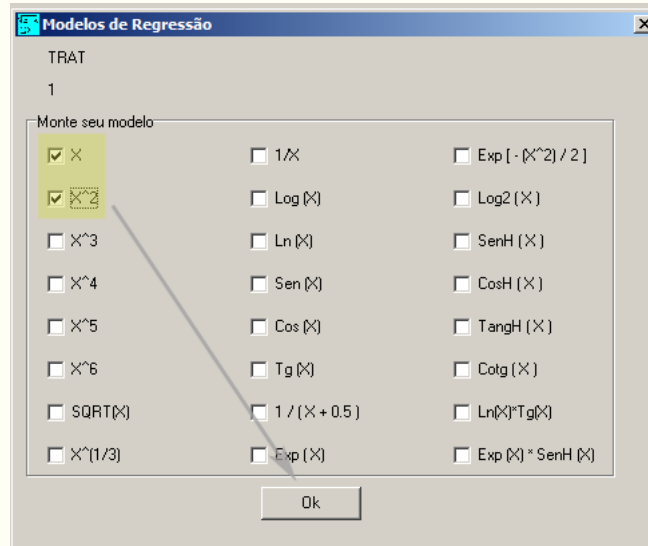 Modelos de Regressão
TRAT
1
Monte seu modelo
X 1/X Exp [ - (X^2) / 2 ]
X^2 Log (X) Log2 ( X )
X^3 Ln (X) SenH ( X )
X^4 Sen (X) CosH ( X )
X^5 Cos (X) TangH ( X )
X^6 Tg (X) Cotg ( X )
SQRT(X) 1 / ( X + 0.5 ) Ln(X)*Tg(X)
X^(1/3) Exp ( X ) Exp (X) * SenH (X)
Ok